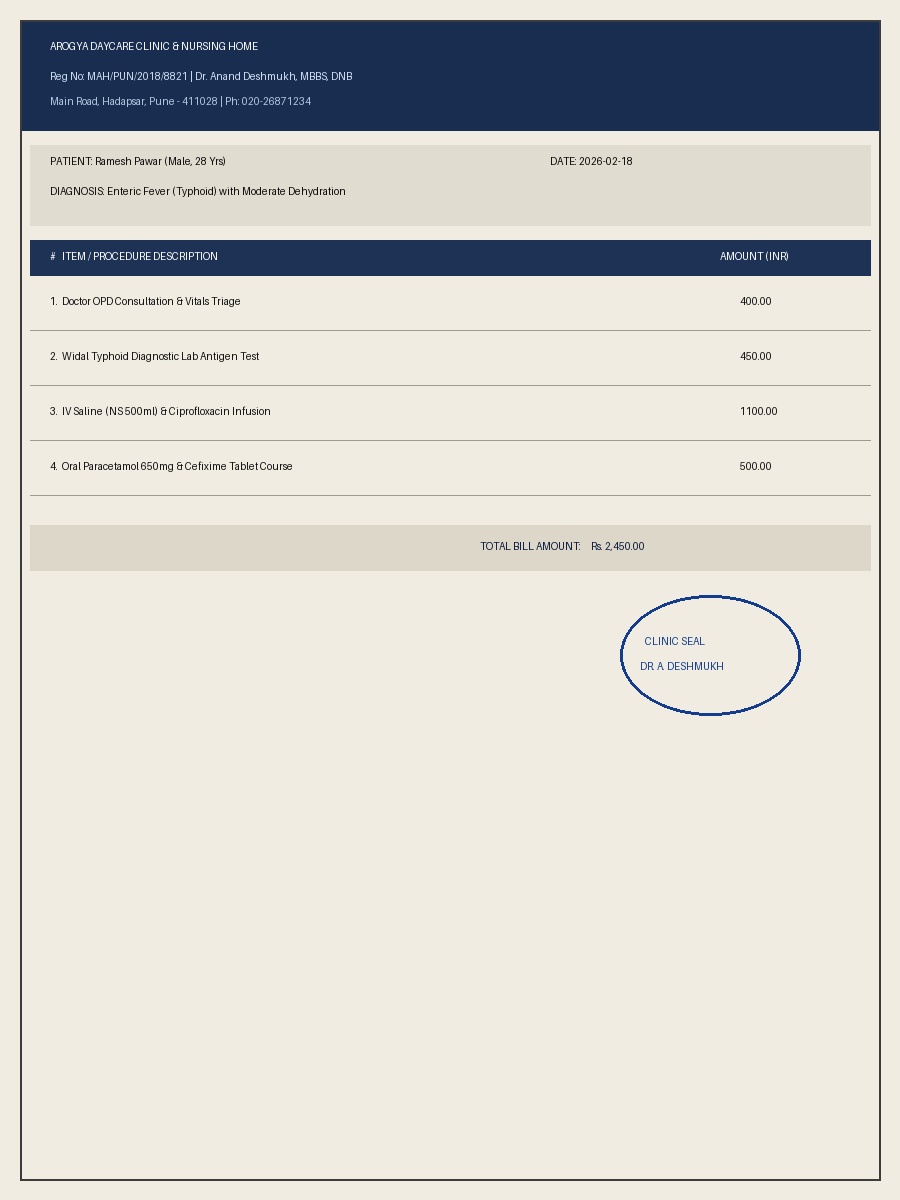 AROGYA DAYCARE CLINIC & NURSING HOME
Reg No: MAH/PUN/2018/8821 | Dr. Anand Deshmukh, MBBS, DNB
Main Road, Hadapsar, Pune - 411028 | Ph: 020-26871234
PATIENT: Ramesh Pawar (Male, 28 Yrs) DATE: 2026-02-18
DIAGNOSIS: Enteric Fever (Typhoid) with Moderate Dehydration
# ITEM / PROCEDURE DESCRIPTION AMOUNT (INR)
1. Doctor OPD Consultation & Vitals Triage 400.00
2. Widal Typhoid Diagnostic Lab Antigen Test 450.00
3. IV Saline (NS 500ml) & Ciprofloxacin Infusion 1100.00
4. Oral Paracetamol 650mg & Cefixime Tablet Course 500.00
TOTAL BILL AMOUNT: Rs. 2,450.00
CLINIC SEAL
DR. A. DESHMUKH